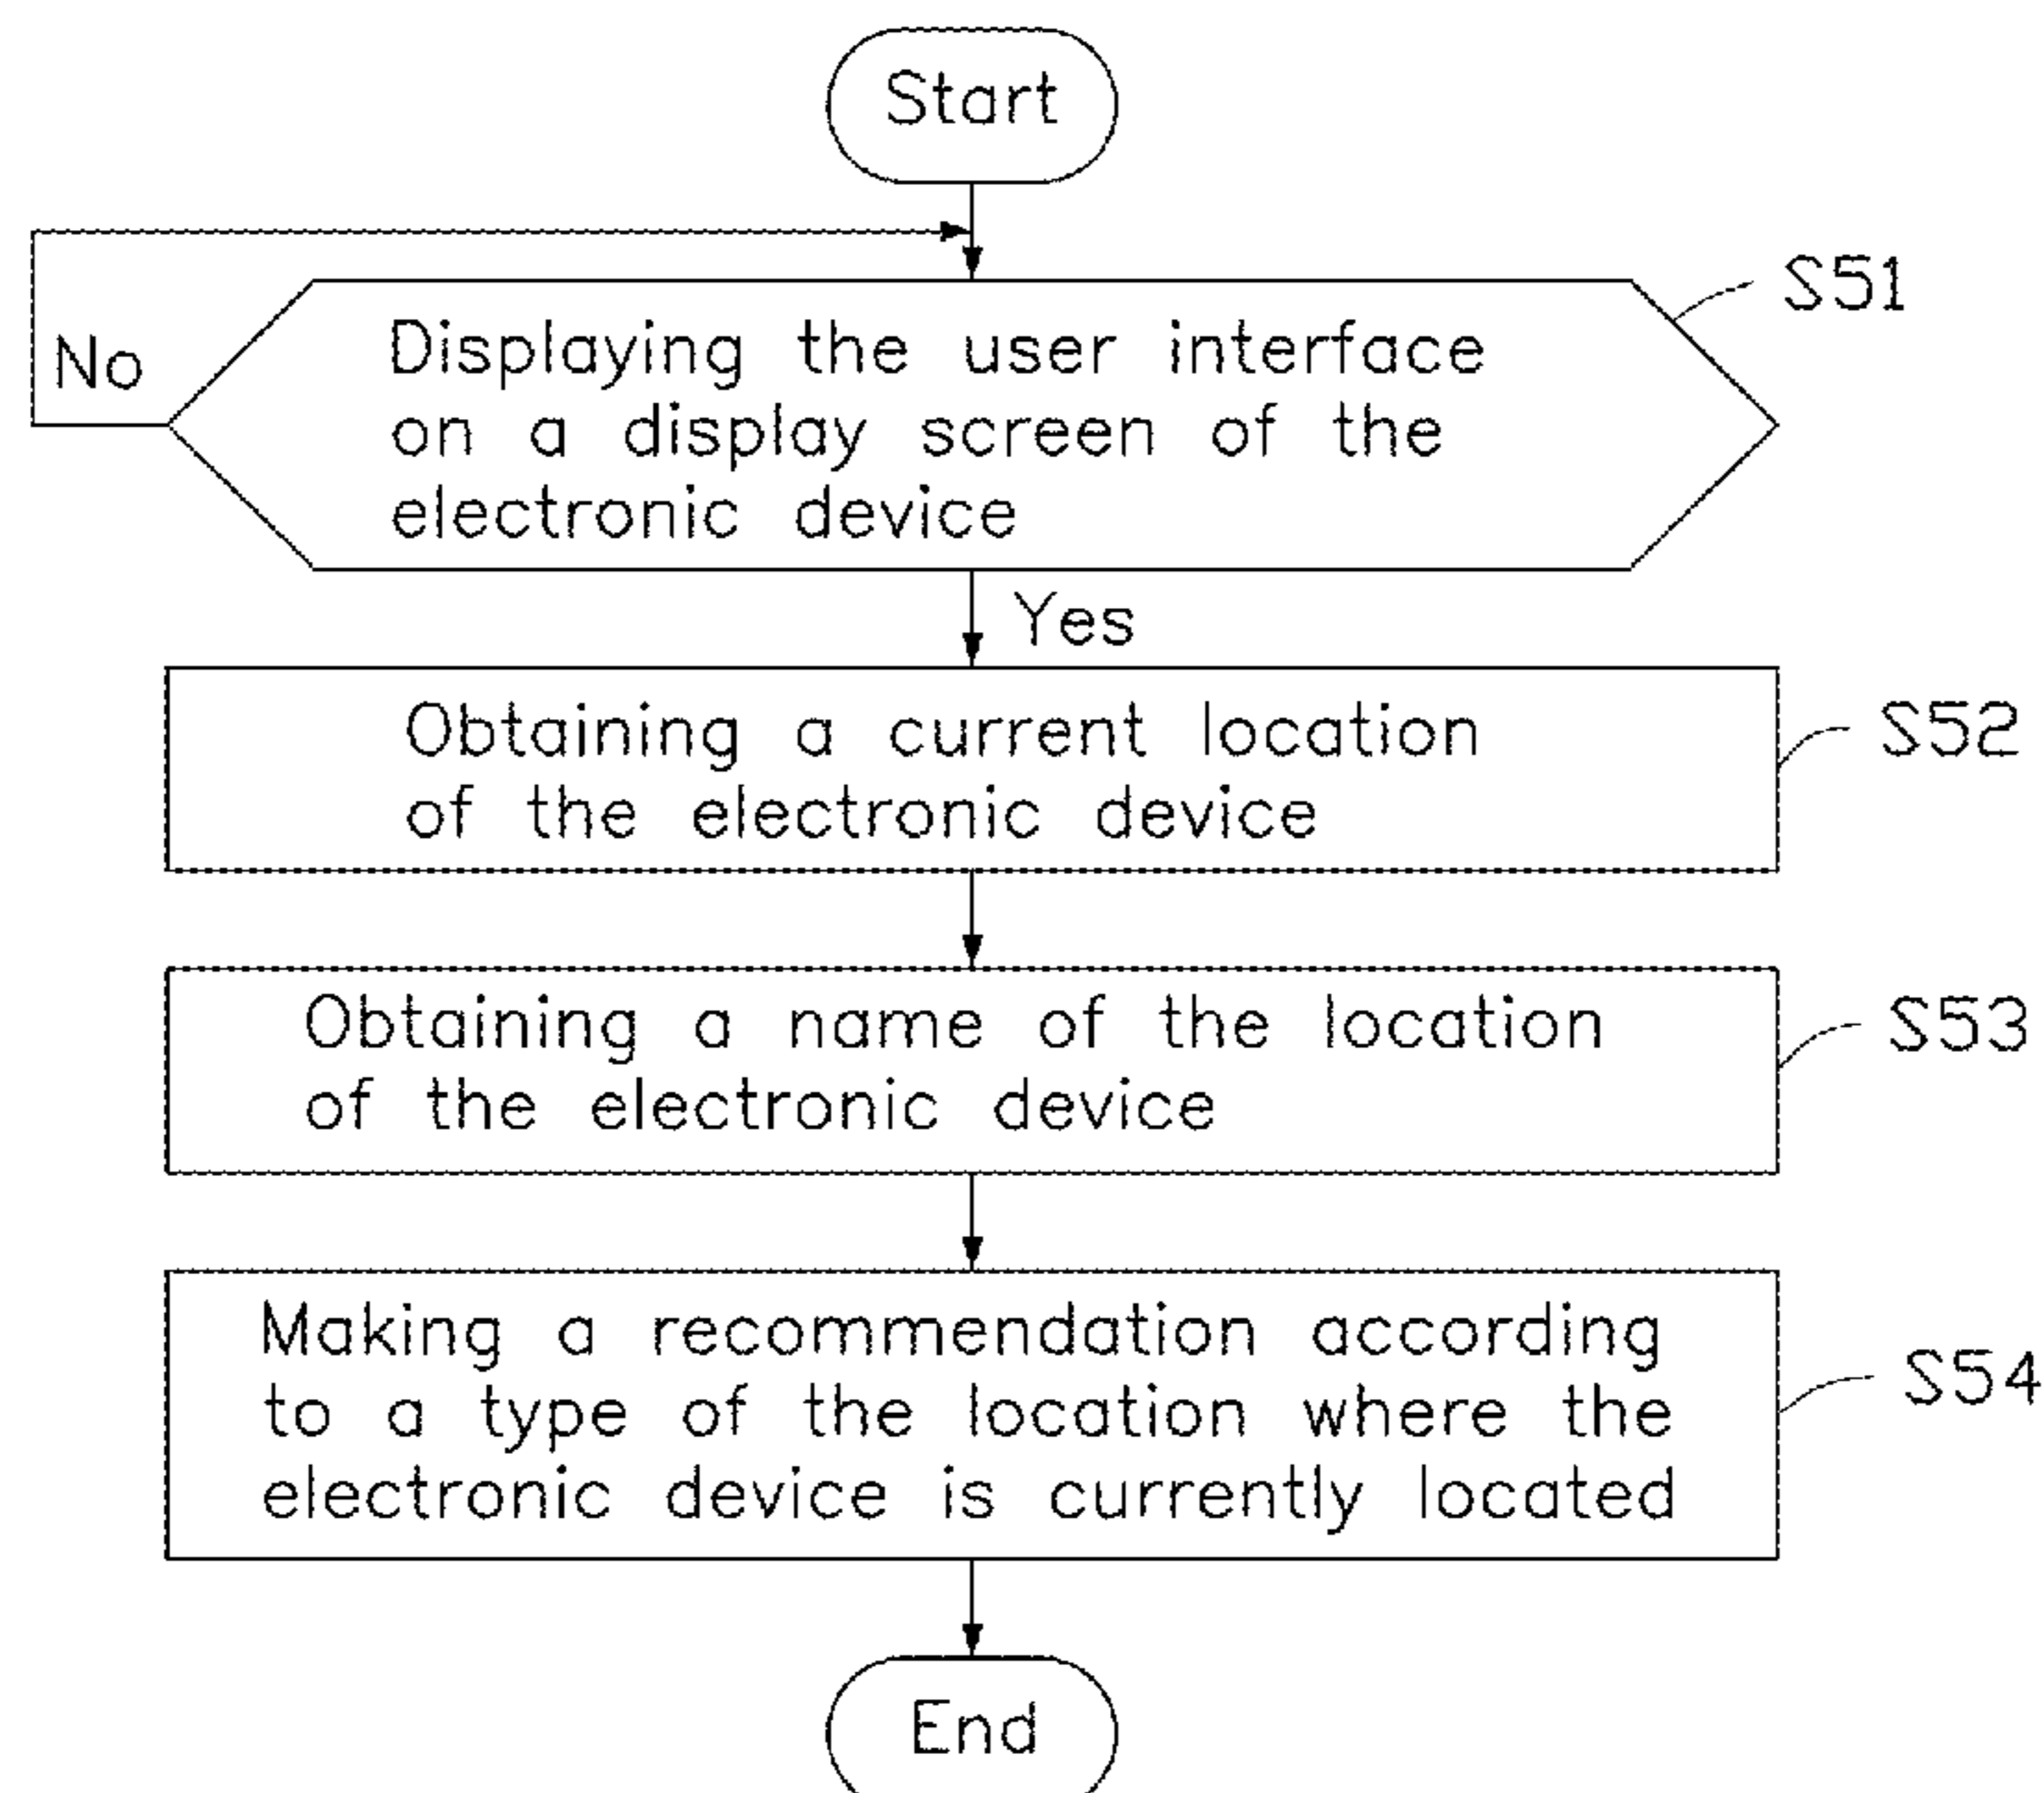 Start
No
Displaying the user interface
on a display screen of the
electronic device
S51
Yes
Obtaining a current location
of the electronic device
S52
Obtaining a name of the location
of the electronic device
S53
Making a recommendation according
to a type of the location where the
electronic device is currently located
S54
End